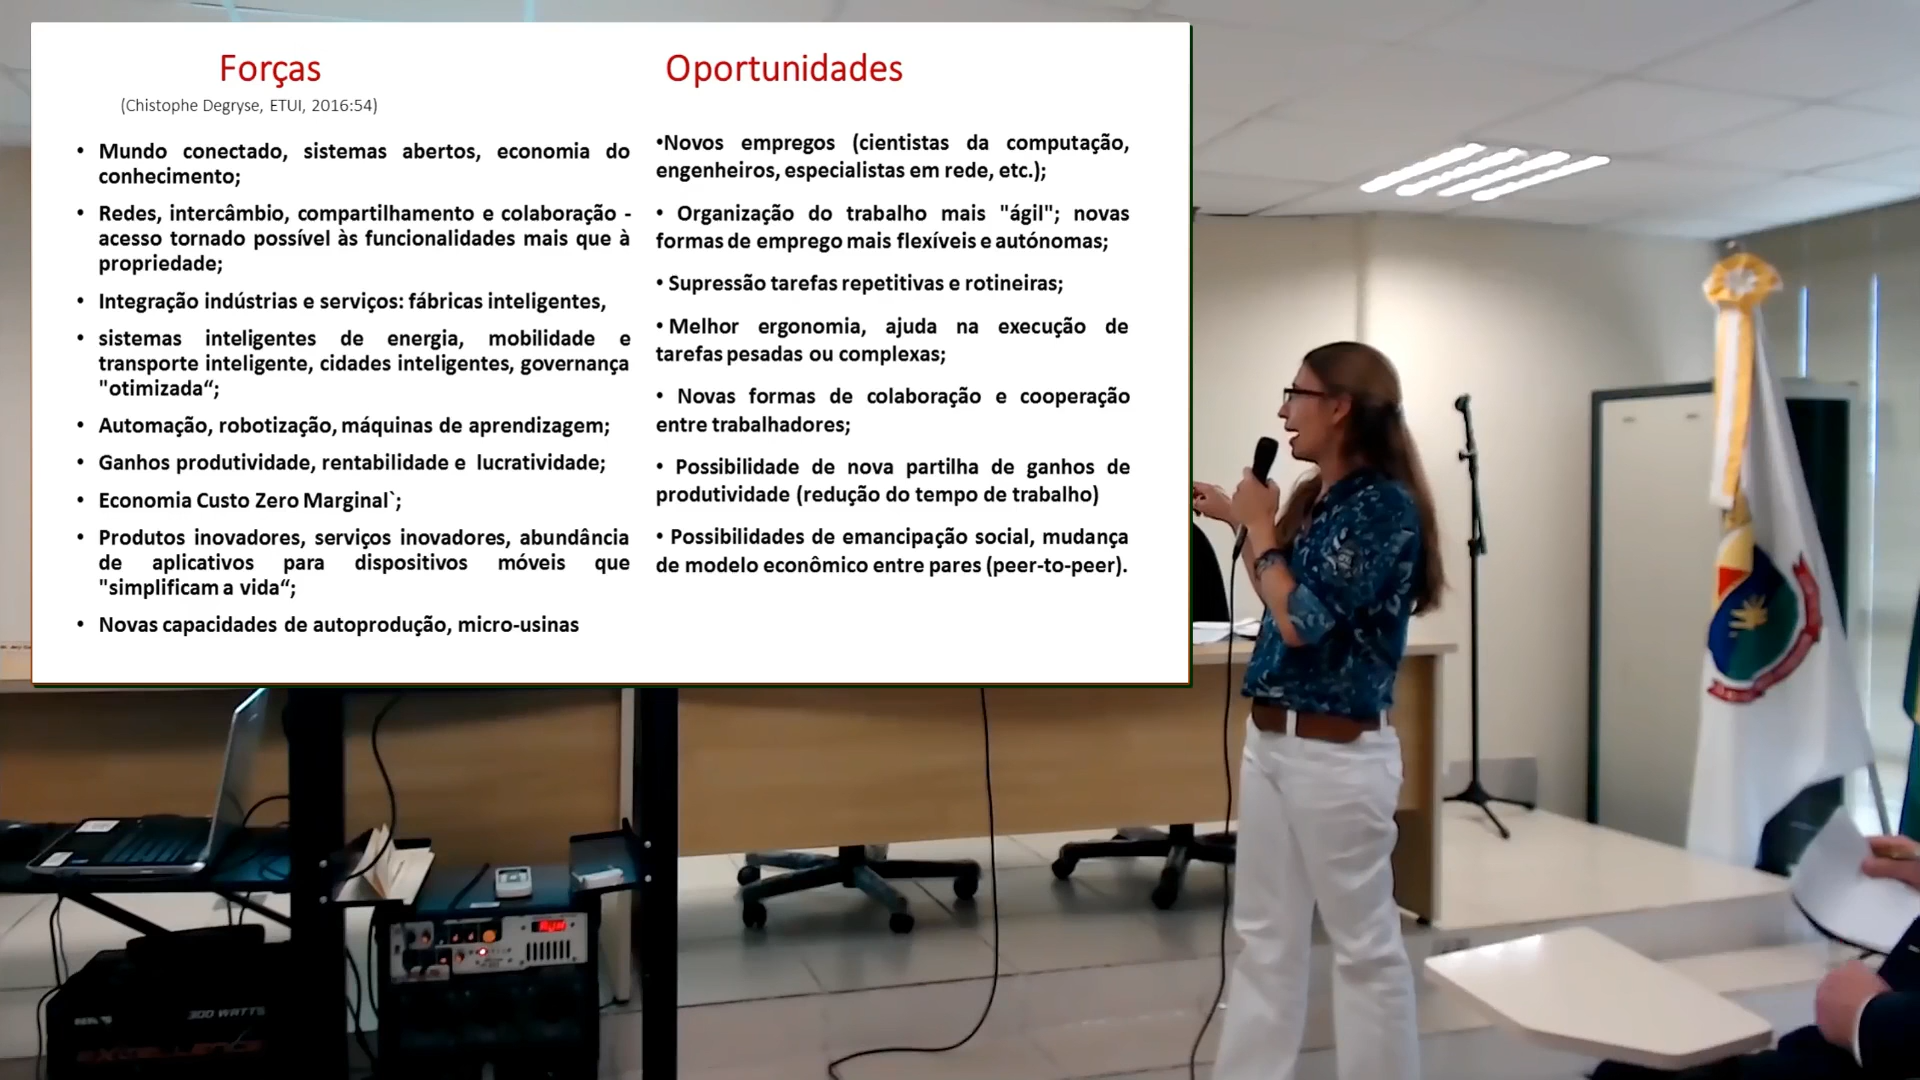 Forças
(Chistophe Degryse, ETUI, 2016:54)
• Mundo conectado, sistemas abertos, economia do
conhecimento;
• Redes, intercâmbio, compartilhamento e colaboração -
acesso tornado possível às funcionalidades mais que à
propriedade;
• Integração indústrias e serviços: fábricas inteligentes,
• sistemas inteligentes de energia, mobilidade e
transporte inteligente, cidades inteligentes, governança
"otimizada“;
• Automação, robotização, máquinas de aprendizagem;
• Ganhos produtividade, rentabilidade e lucratividade;
• Economia Custo Zero Marginal`;
• Produtos inovadores, serviços inovadores, abundância
de aplicativos para dispositivos móveis que
"simplificam a vida“;
• Novas capacidades de autoprodução, micro-usinas
Oportunidades
•Novos empregos (cientistas da computação,
engenheiros, especialistas em rede, etc.);
• Organização do trabalho mais "ágil"; novas
formas de emprego mais flexíveis e autónomas;
• Supressão tarefas repetitivas e rotineiras;
• Melhor ergonomia, ajuda na execução de
tarefas pesadas ou complexas;
• Novas formas de colaboração e cooperação
entre trabalhadores;
• Possibilidade de nova partilha de ganhos de
produtividade (redução do tempo de trabalho)
• Possibilidades de emancipação social, mudança
de modelo econômico entre pares (peer-to-peer).
300 WATTS
EXCELLENCE